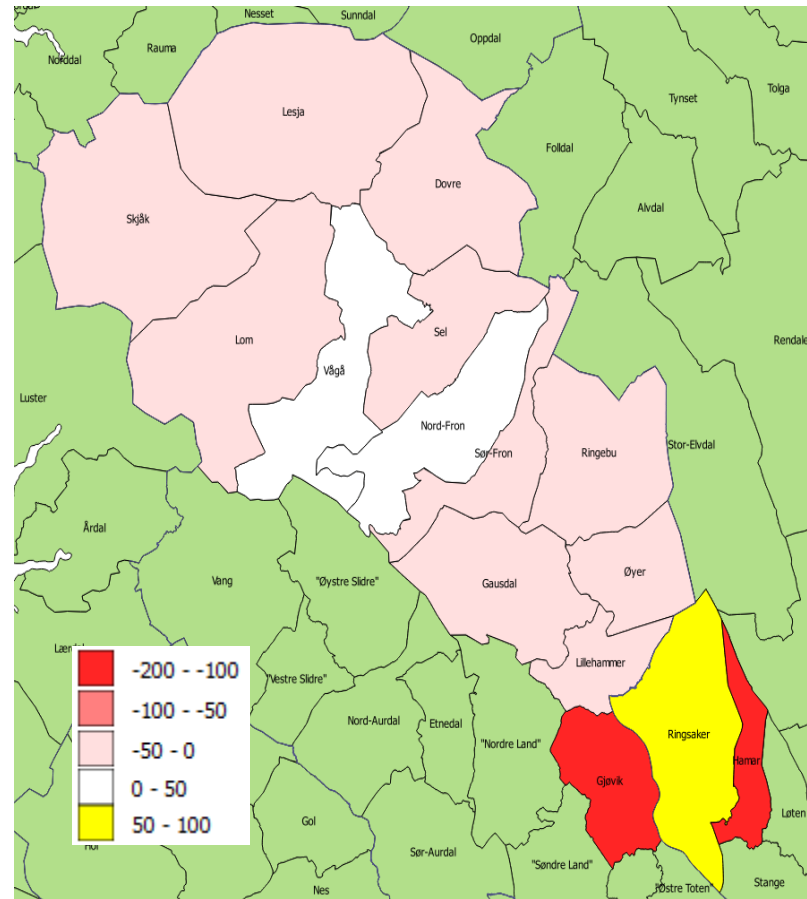 Nesset
Sunndal
Oppdal
Rauma
Norddal
Tolga
Tynset
Lesja
Folldal
Dovre
Alvdal
Skjåk
Sel
Lom
Rendale
Vågå
Luster
Nord-Fron
Stor-Elvdal
Sør-Fron
Ringebu
Årdal
Øyer
Vang
"Øystre Slidre"
Gausdal
Lærdal
Lillehammer
-200 - -100
"Vestre Slidre"
-100 - -50
Nord-Aurdal
Etnedal
"Nordre Land"
Ringsaker
-50 - 0
Hamar
Gjøvik
0 - 50
Løten
Gol
50 - 100
Hol
Sør-Aurdal
"Søndre Land"
Stange
Nes
"Østre Toten"